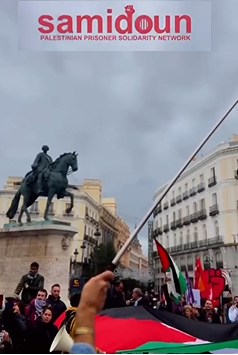 samidoun
PALESTINIAN PRISONER SOLIDARITY NETWORK